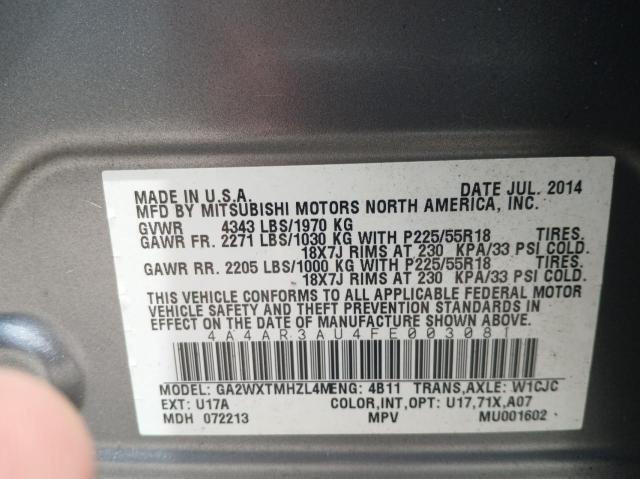 MADE IN U.S.A. DATE JUL. 2014
MFD BY MITSUBISHI MOTORS NORTH AMERICA, INC.
GVWR 4343 LBS/1970 KG
GAWR FR. 2271 LBS/1030 KG WITH P225/55R18 TIRES,
18X7J RIMS AT 230 KPA/33 PSI COLD.
GAWR RR. 2205 LBS/1000 KG WITH P225/55R18 TIRES,
18X7J RIMS AT 230 KPA/33 PSI COLD.
THIS VEHICLE CONFORMS TO ALL APPLICABLE FEDERAL MOTOR
VEHICLE SAFETY AND THEFT PREVENTION STANDARDS IN
EFFECT ON THE DATE OF MANUFACTURE SHOWN ABOVE.
4A4AR3AU4FE003081
MODEL: GA2WXTMHZL4M ENG: 4B11 TRANS,AXLE: W1CJC
EXT: U17A COLOR,INT,OPT: U17,71X,A07
MDH 072213 MPV MU001602